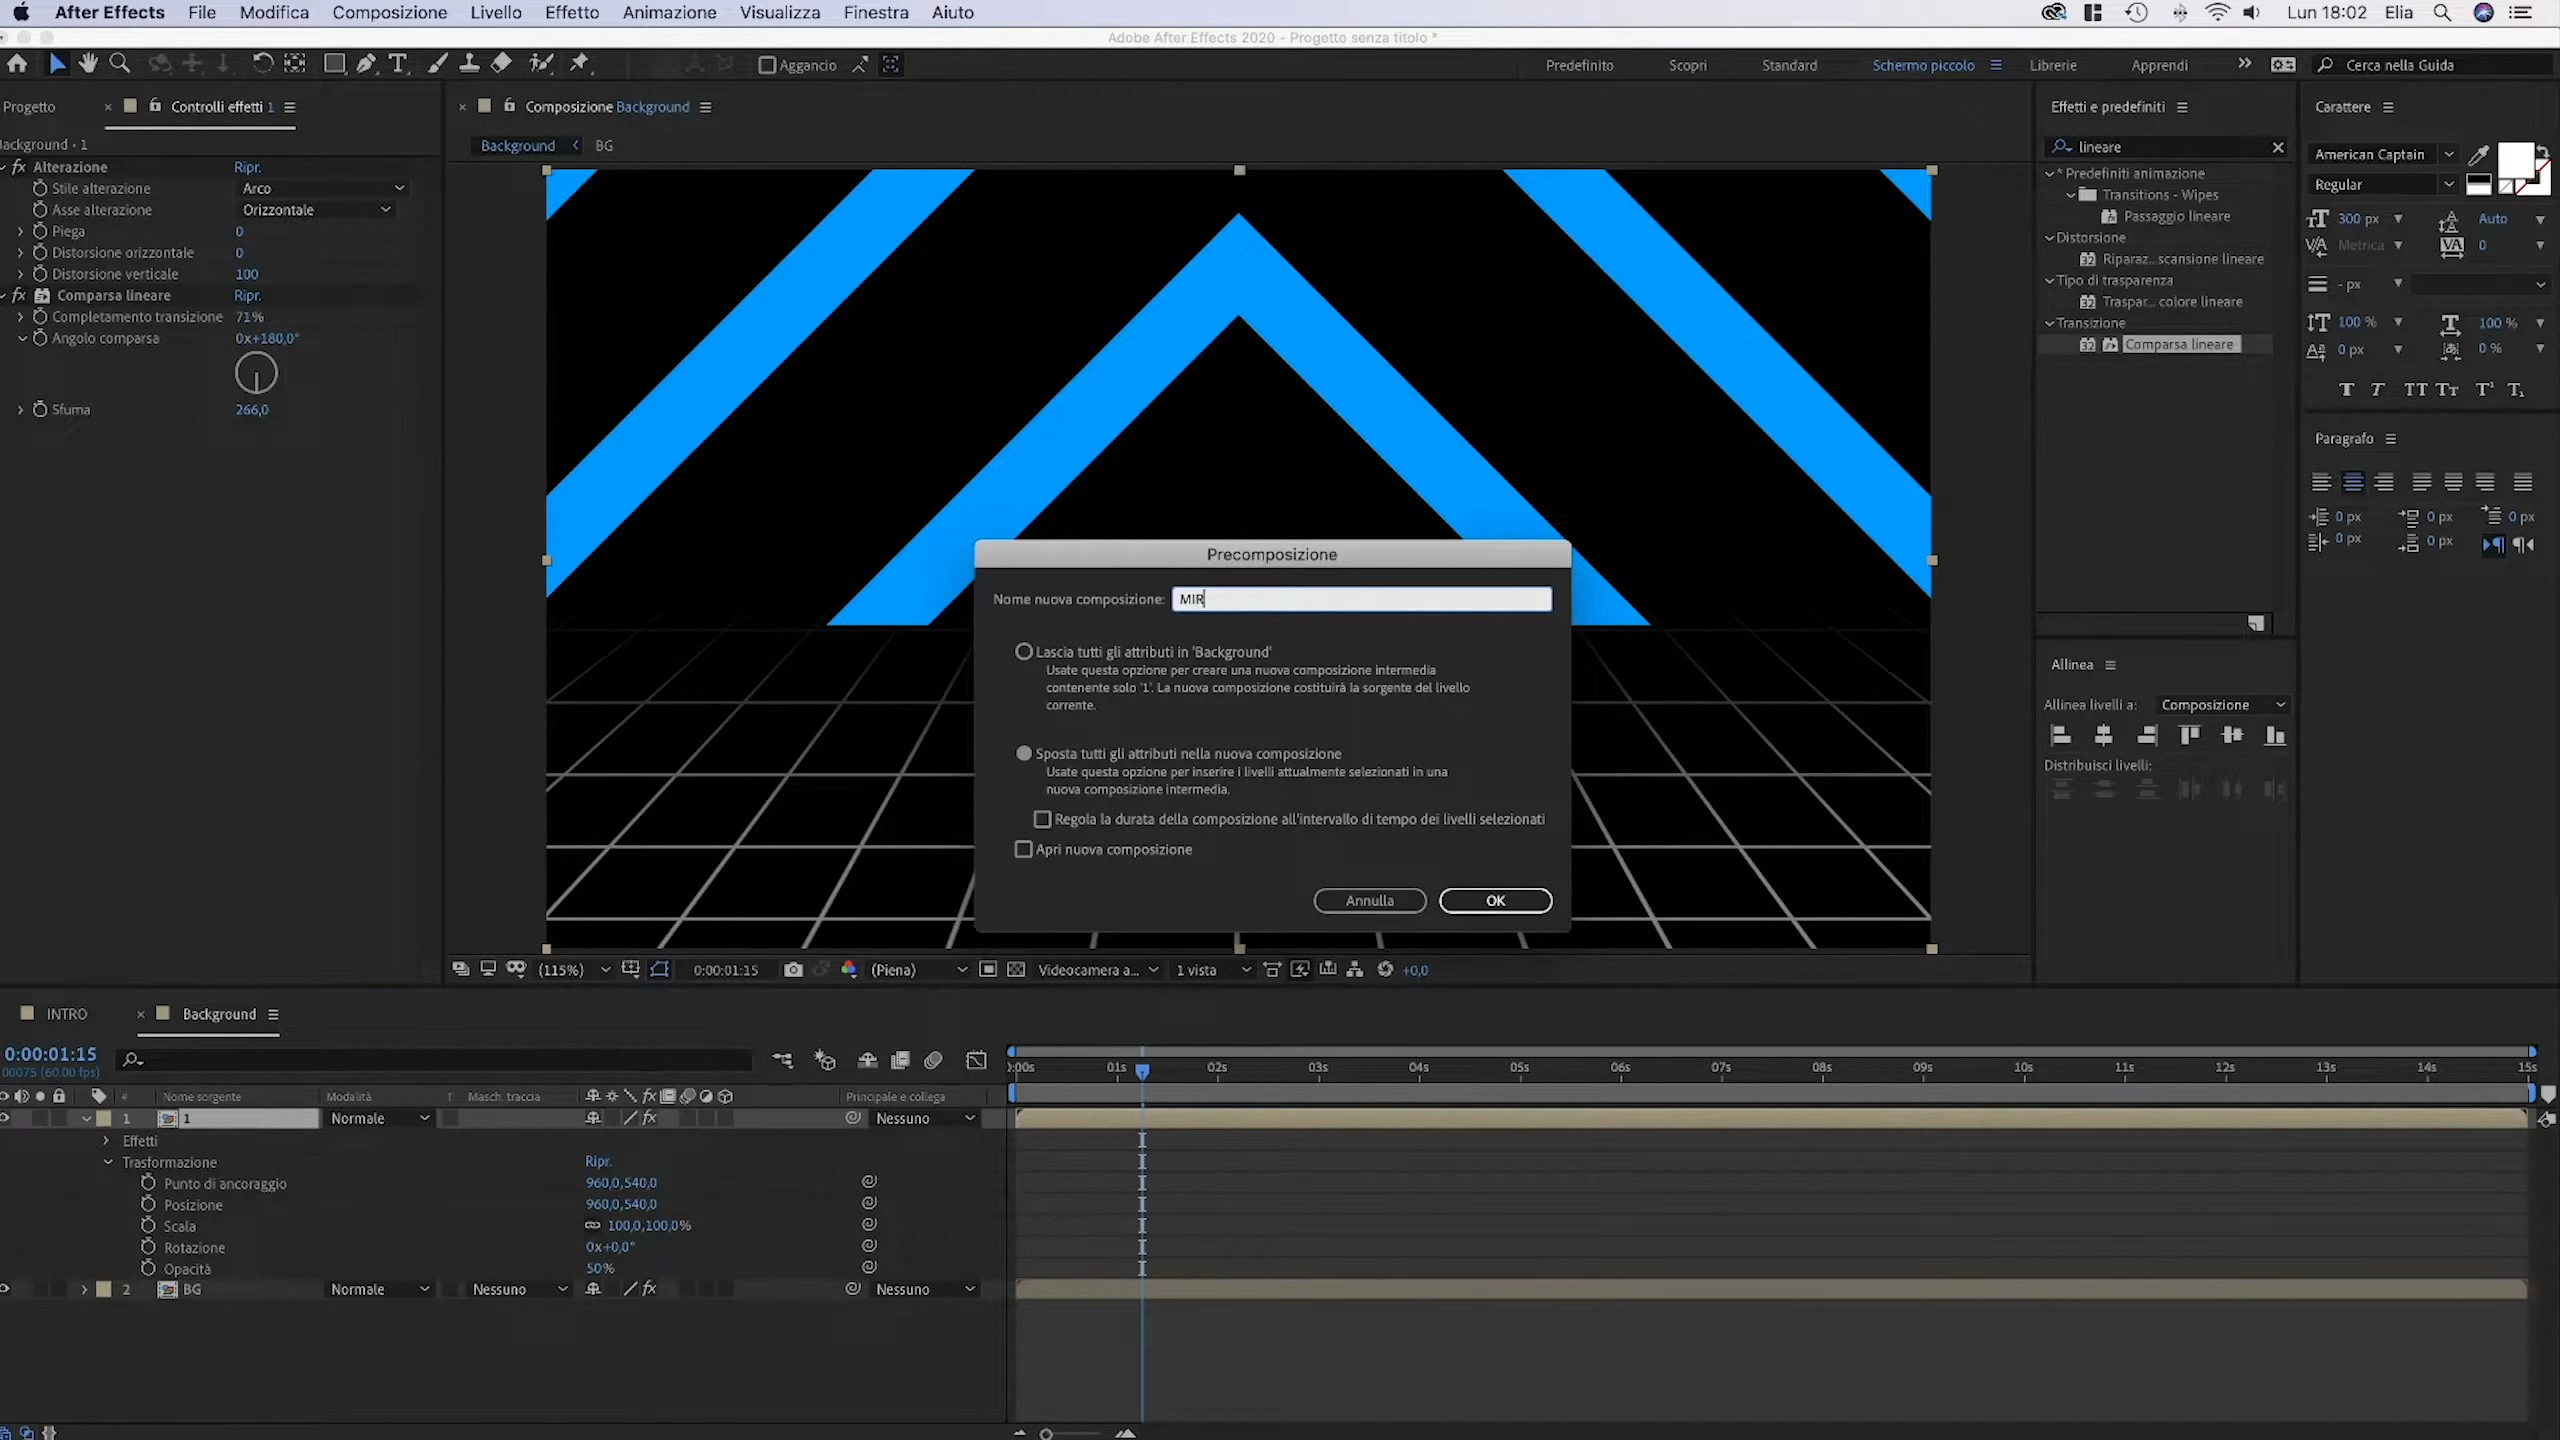 After Effects File Modifica Composizione Livello Effetto Animazione Visualizza Finestra Aiuto Lun 18:02 Elia
Adobe After Effects 2020 - Progetto senza titolo *
Aggancio Predefinito Scopri Standard Schermo piccolo Librerie Apprendi Cerca nella Guida
Progetto Controlli effetti 1 Composizione Background Effetti e predefiniti Carattere
Background • 1 Background BG lineare American Captain
fx Alterazione Ripr. * Predefiniti animazione
Stile alterazione Arco Transitions - Wipes Regular
Asse alterazione Orizzontale Passaggio lineare 300 px Auto
Piega 0 Distorsione Metrica 0
Distorsione orizzontale 0 Riparaz...scansione lineare
Distorsione verticale 100 Tipo di trasparenza - px
fx Comparsa lineare Ripr. Traspar... colore lineare
Completamento transizione 71% Transizione 100 % 100 %
Angolo comparsa 0x+180,0° Comparsa lineare 0 px 0 %
Sfuma 266,0
Paragrafo
0 px 0 px 0 px
0 px 0 px
Precomposizione
Nome nuova composizione: MIR
Lascia tutti gli attributi in 'Background'
Usate questa opzione per creare una nuova composizione intermedia
contenente solo '1'. La nuova composizione costituirà la sorgente del livello
corrente.
Sposta tutti gli attributi nella nuova composizione
Usate questa opzione per inserire i livelli attualmente selezionati in una
nuova composizione intermedia.
Regola la durata della composizione all'intervallo di tempo dei livelli selezionati
Apri nuova composizione
Annulla OK
Allinea
Allinea livelli a: Composizione
Distribuisci livelli:
(115%) 0:00:01:15 (Piena) Videocamera a... 1 vista +0,0
INTRO Background
0:00:01:15
00075 (60.00 fps)
0:00s 01s 02s 03s 04s 05s 06s 07s 08s 09s 10s 11s 12s 13s 14s 15s
# Nome sorgente Modalità T Masch. traccia Principale e collega
1 1 Normale Nessuno
Effetti
Trasformazione Ripr.
Punto di ancoraggio 960,0,540,0
Posizione 960,0,540,0
Scala 100,0,100,0%
Rotazione 0x+0,0°
Opacità 50%
2 BG Normale Nessuno Nessuno